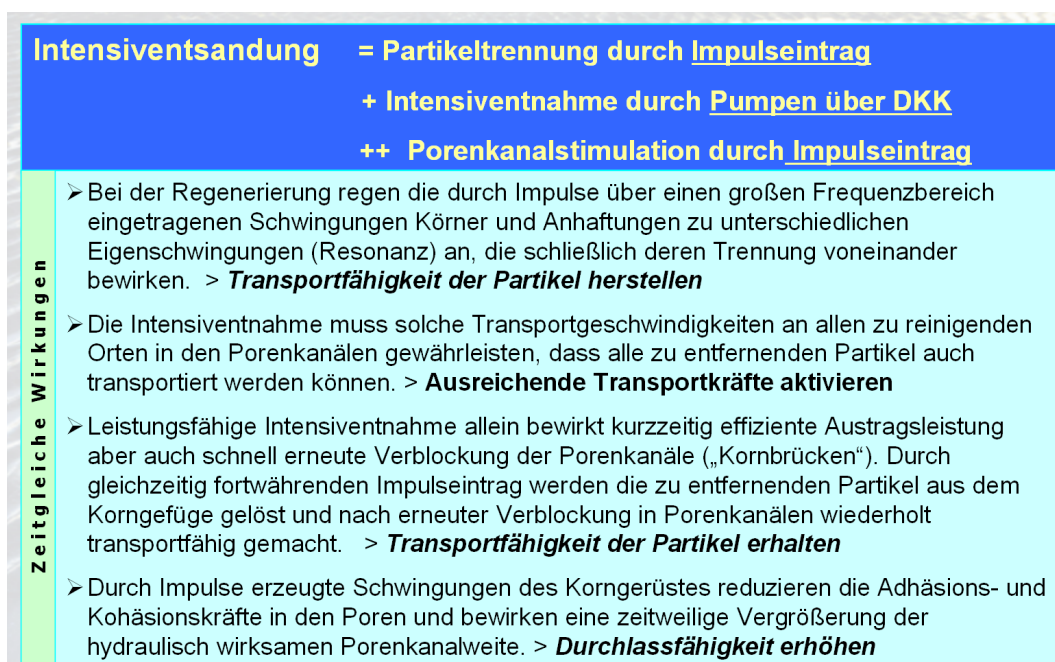 Intensiventsandung = Partikeltrennung durch Impulseintrag
+ Intensiventnahme durch Pumpen über DKK
++ Porenkanalstimulation durch Impulseintrag
Zeitgleiche Wirkungen
➢ Bei der Regenerierung regen die durch Impulse über einen großen Frequenzbereich
eingetragenen Schwingungen Körner und Anhaftungen zu unterschiedlichen
Eigenschwingungen (Resonanz) an, die schließlich deren Trennung voneinander
bewirken. > Transportfähigkeit der Partikel herstellen
➢ Die Intensiventnahme muss solche Transportgeschwindigkeiten an allen zu reinigenden
Orten in den Porenkanälen gewährleisten, dass alle zu entfernenden Partikel auch
transportiert werden können. > Ausreichende Transportkräfte aktivieren
➢ Leistungsfähige Intensiventnahme allein bewirkt kurzzeitig effiziente Austragsleistung
aber auch schnell erneute Verblockung der Porenkanäle („Kornbrücken“). Durch
gleichzeitig fortwährenden Impulseintrag werden die zu entfernenden Partikel aus dem
Korngefüge gelöst und nach erneuter Verblockung in Porenkanälen wiederholt
transportfähig gemacht. > Transportfähigkeit der Partikel erhalten
➢ Durch Impulse erzeugte Schwingungen des Korngerüstes reduzieren die Adhäsions- und
Kohäsionskräfte in den Poren und bewirken eine zeitweilige Vergrößerung der
hydraulisch wirksamen Porenkanalweite. > Durchlassfähigkeit erhöhen